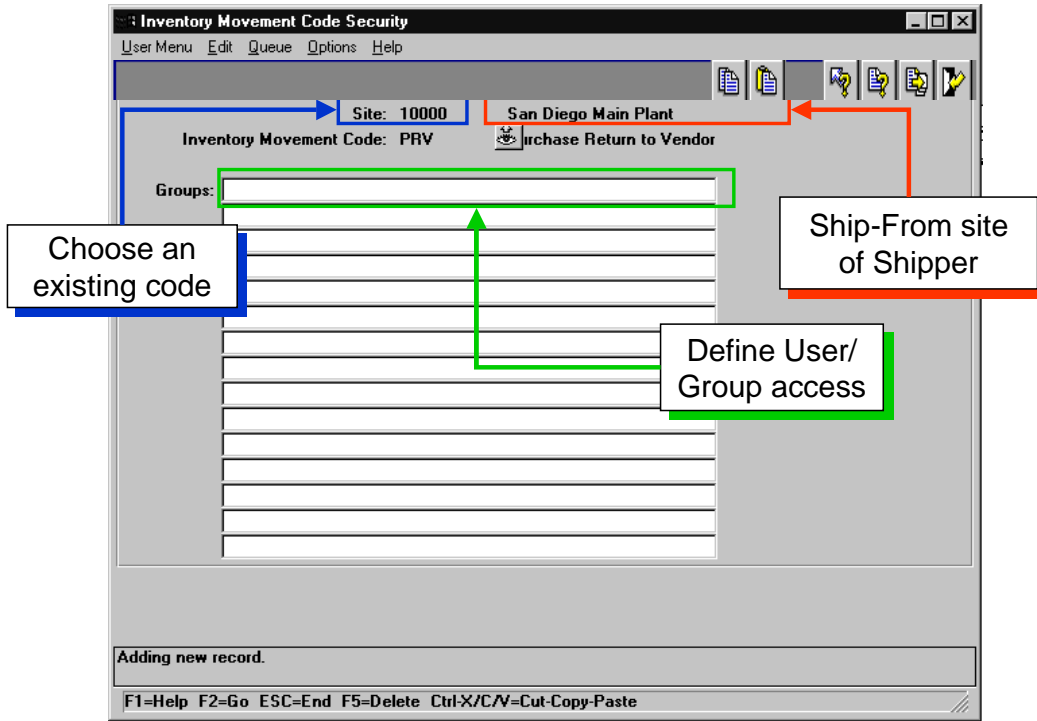 Inventory Movement Code Security
User Menu Edit Queue Options Help
Site: 10000 San Diego Main Plant
Inventory Movement Code: PRV urchase Return to Vendor
Groups:
Choose an
existing code
Ship-From site
of Shipper
Define User/
Group access
Adding new record.
F1=Help F2=Go ESC=End F5=Delete Ctrl-X/C/V=Cut-Copy-Paste